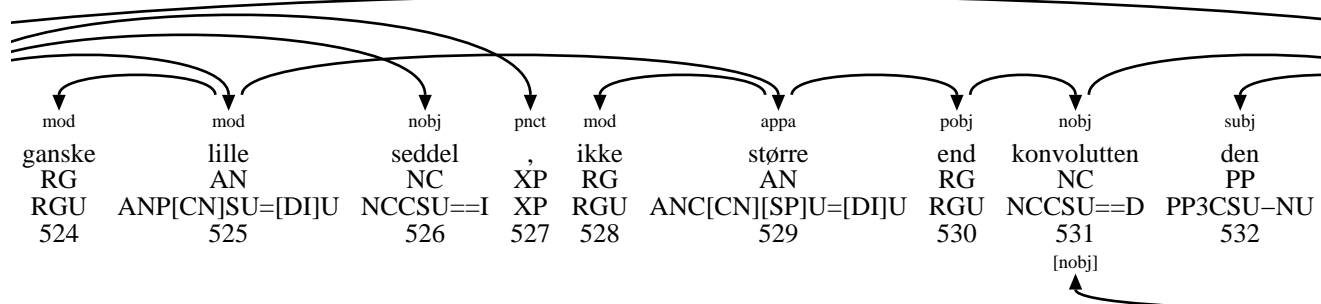 mod mod nobj pnct mod appa pobj nobj subj
ganske lille seddel , ikke større end konvolutten den
RG AN NC XP RG AN RG NC PP
RGU ANP[CN]SU=[DI]U NCCSU==I XP RGU ANC[CN][SP]U=[DI]U RGU NCCSU==D PP3CSU–NU
524 525 526 527 528 529 530 531 532
[nobj]